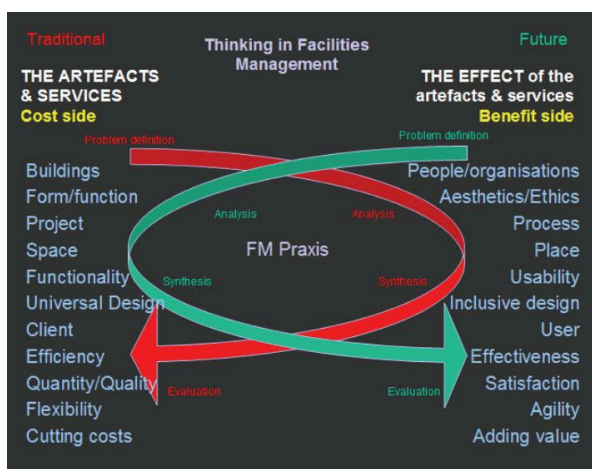 Traditional
Thinking in Facilities
Management
Future
THE ARTEFACTS
& SERVICES
Cost side
THE EFFECT of the
artefacts & services
Benefit side
Problem definition
Problem definition
Buildings
People/organisations
Form/function
Aesthetics/Ethics
Project
Analysis
Analysis
Process
Space
FM Praxis
Place
Functionality
Synthesis
Synthesis
Usability
Universal Design
Inclusive design
Client
User
Efficiency
Effectiveness
Quantity/Quality
Evaluation
Evaluation
Satisfaction
Flexibility
Agility
Cutting costs
Adding value